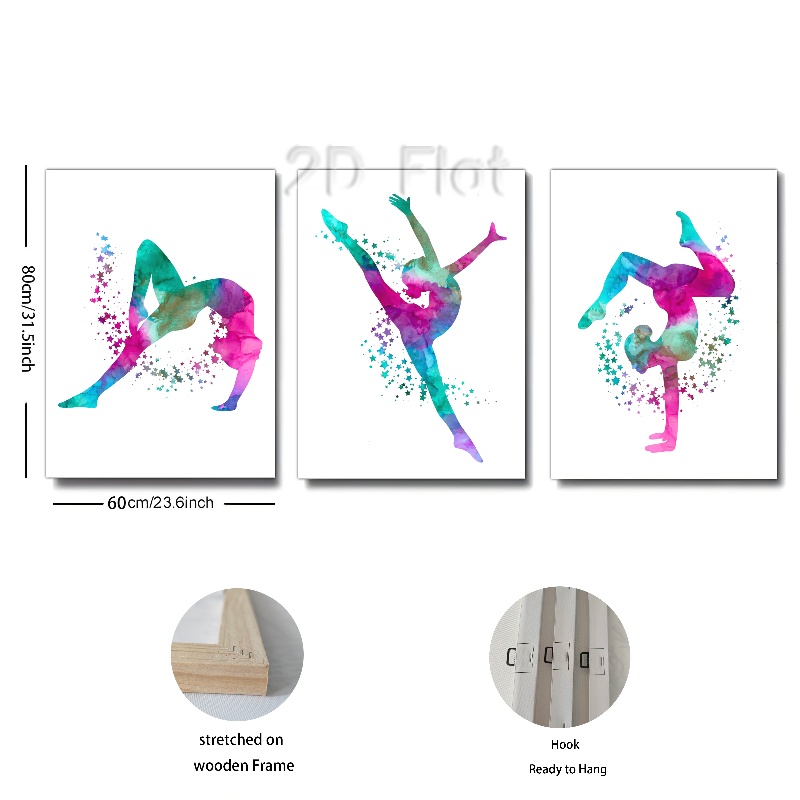 2D Flat
80cm/31.5inch
60cm/23.6inch
stretched on
wooden Frame
Hook
Ready to Hang